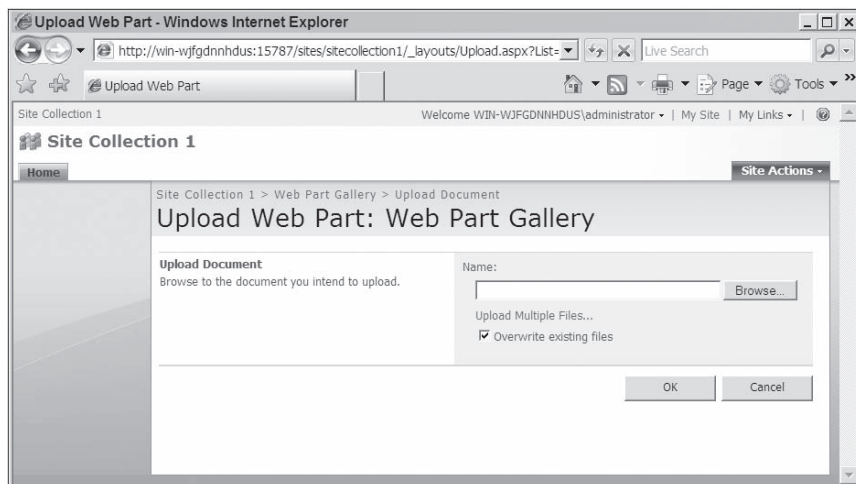 Upload Web Part - Windows Internet Explorer
http://win-wjfgdnnhdus:15787/sites/sitecollection1/_layouts/Upload.aspx?List=
Live Search
Upload Web Part
Page
Tools
Site Collection 1
Welcome WIN-WJFGDNNHDUS\administrator
My Site
My Links
Site Collection 1
Home
Site Actions
Site Collection 1 > Web Part Gallery > Upload Document
Upload Web Part: Web Part Gallery
Upload Document
Browse to the document you intend to upload.
Name:
Browse...
Upload Multiple Files...
Overwrite existing files
OK
Cancel